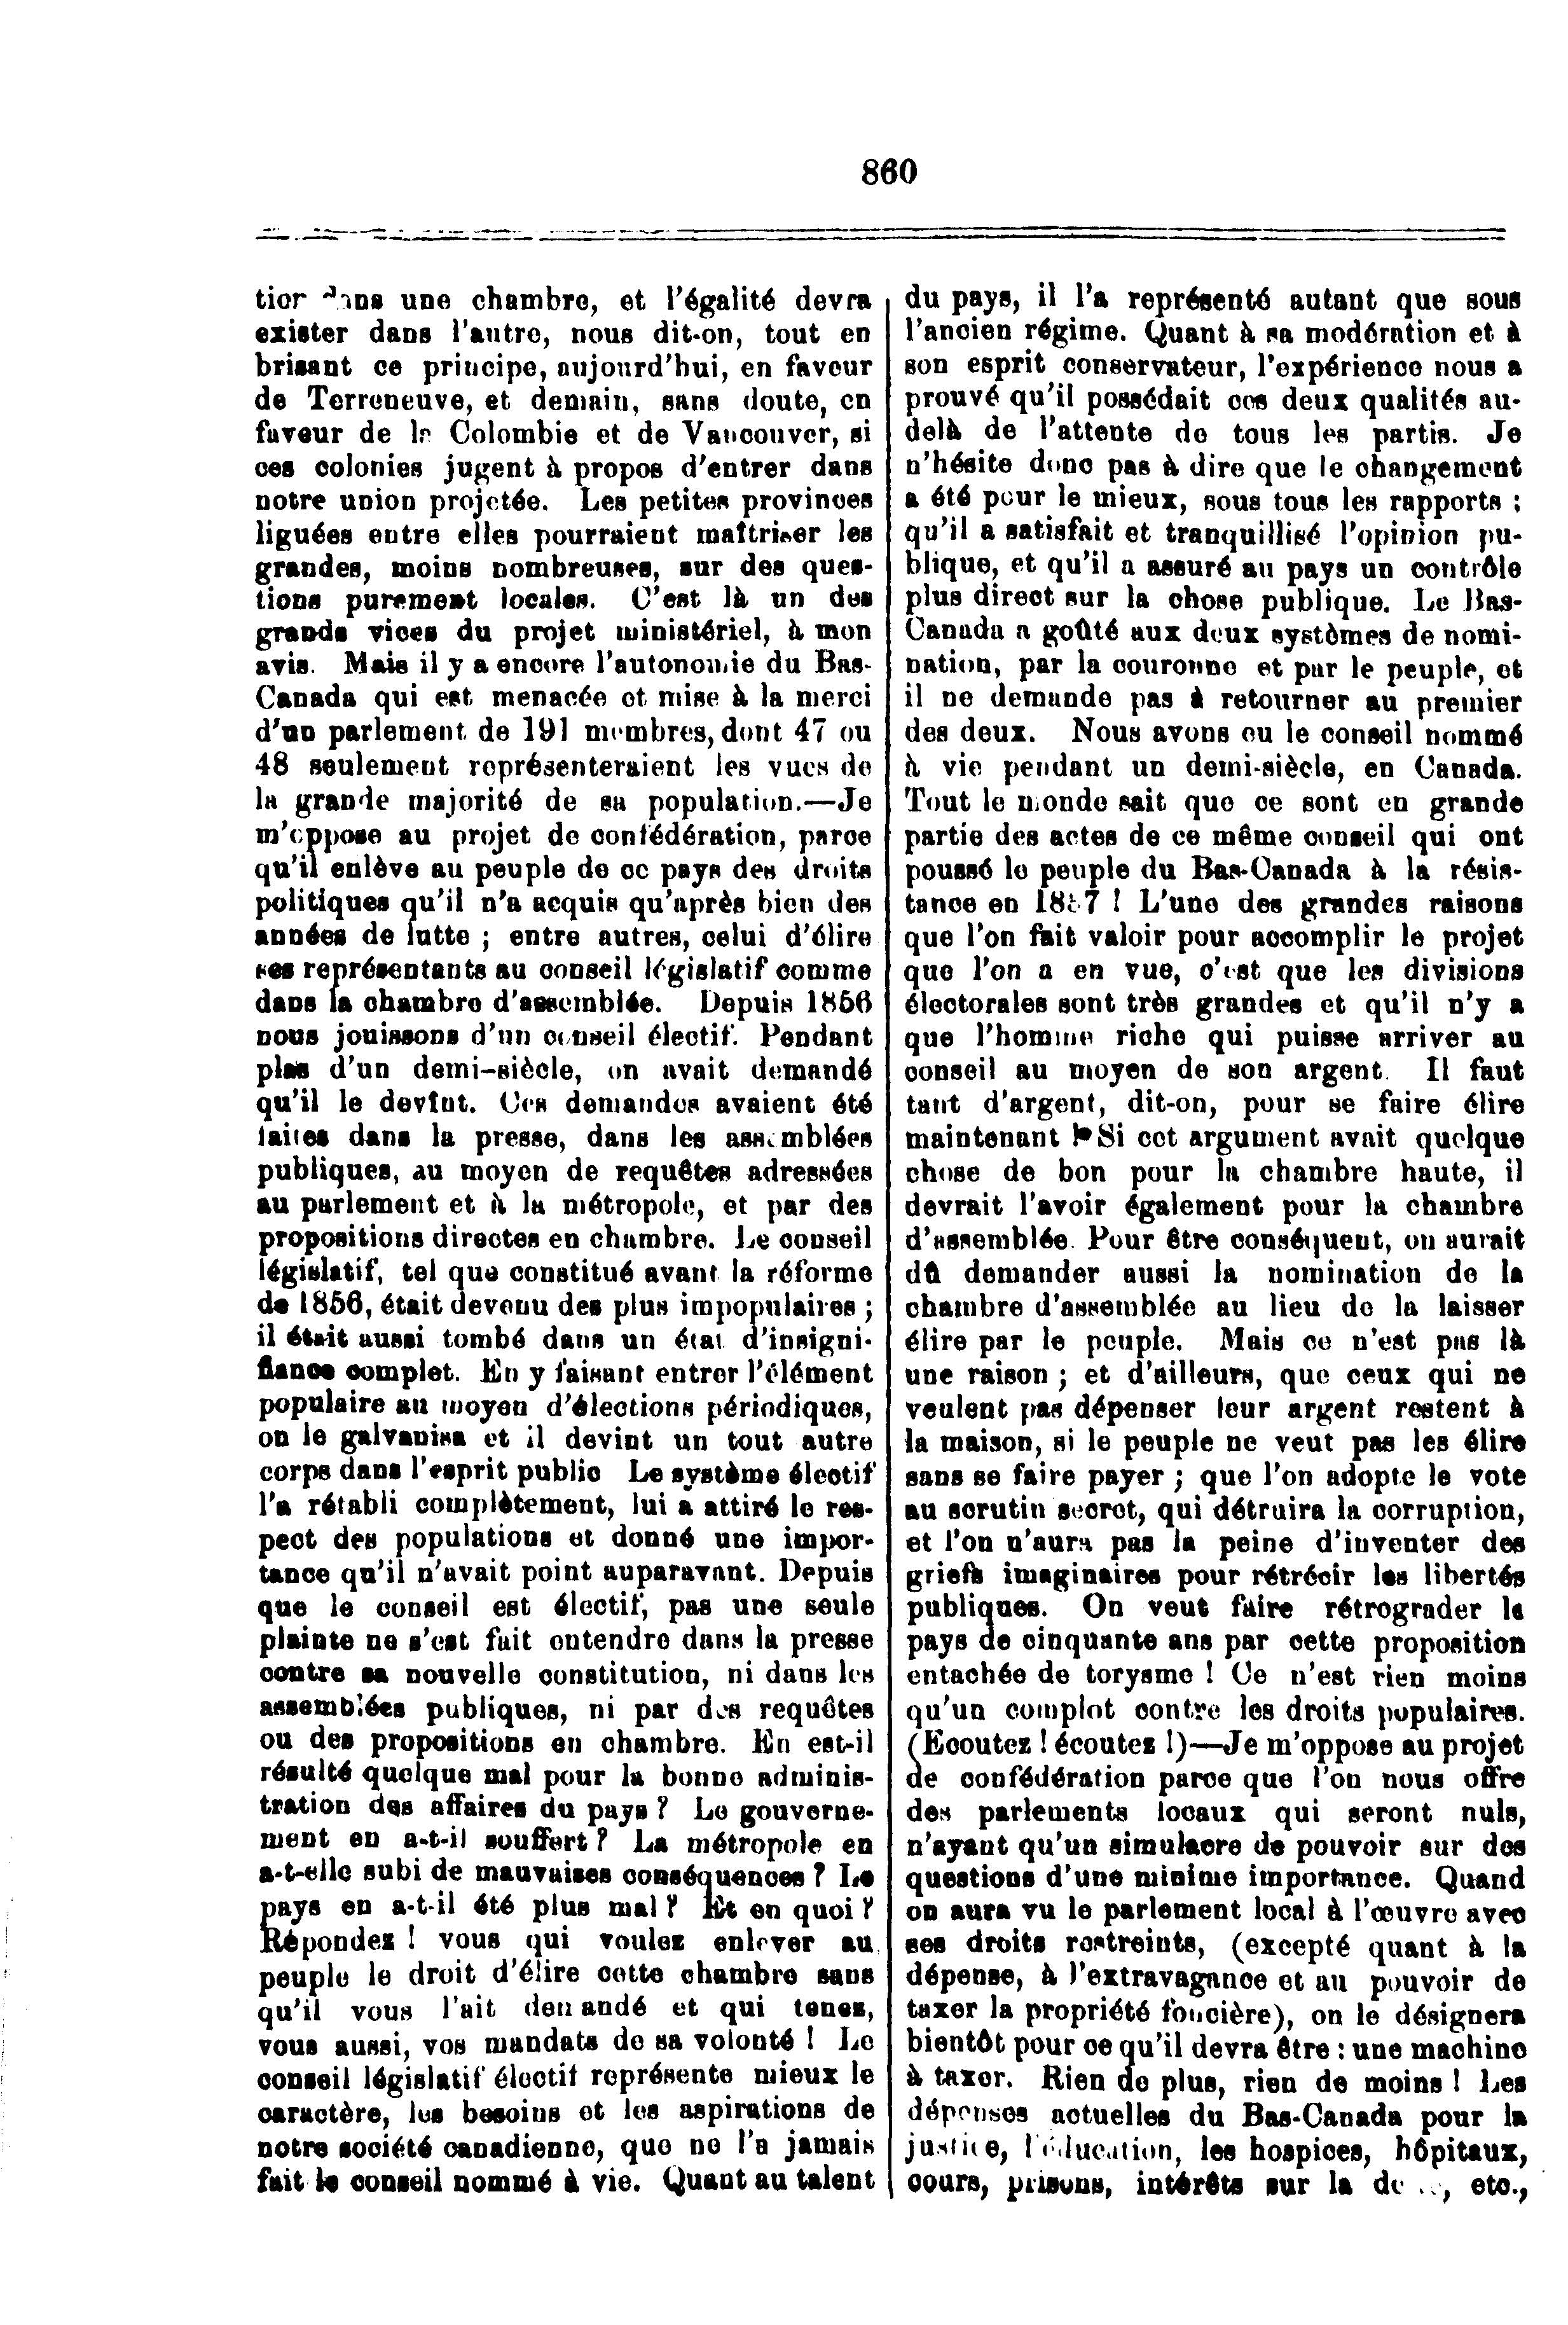 860
une chambre, et l'égalité devra
exister dans l'autre, nous dit-on, tout en
brisant ce principe, aujourd'hui, en faveur
de Terreneuve, et demain, sans doute, en
faveur de la Colombie et de Vancouver, si
ces colonies jugent à propos d'entrer dans
notre union projetée. Les petites provinces
liguées entre elles pourraient maîtriser les
grandes, moins nombreuses, sur des ques-
tions purement locales. C'est là un des
grands vices du projet ministériel, à mon
avis. Mais il y a encore l'autonomie du Bas-
Canada qui est menacée et mise à la merci
d'un parlement de 191 membres, dont 47 ou
48 seulement représenteraient les vues de
la grande majorité de sa population.—Je
m'oppose au projet de confédération, parce
qu'il enlève au peuple de ce pays des droits
politiques qu'il n'a acquis qu'après bien des
années de lutte ; entre autres, celui d'élire
ses représentants au conseil législatif comme
dans la chambre d'assemblée. Depuis 1856
nous jouissons d'un conseil électif. Pendant
plus d'un demi-siècle, on avait demandé
qu'il le devînt. Ces demandes avaient été
faites dans la presse, dans les assemblées
publiques, au moyen de requêtes adressées
au parlement et à la métropole, et par des
propositions directes en chambre. Le conseil
législatif, tel que constitué avant la réforme
de 1856, était devenu des plus impopulaires ;
il était aussi tombé dans un état d'insigni-
fiance complet. En y faisant entrer l'élément
populaire au moyen d'élections périodiques,
on le galvanisa et il devint un tout autre
corps dans l'esprit public Le système électif
l'a rétabli complètement, lui a attiré le res-
pect des populations et donné une impor-
tance qu'il n'avait point auparavant. Depuis
que le conseil est électif, pas une seule
plainte ne s'est fait entendre dans la presse
contre sa nouvelle constitution, ni dans les
assemblées publiques, ni par des requêtes
ou des propositions en chambre. En est-il
résulté quelque mal pour la bonne adminis-
tration des affaires du pays ? Le gouverne-
ment en a-t-il souffert ? La métropole en
a-t-elle subi de mauvaises conséquences ? Le
pays en a-t-il été plus mal ? Et en quoi ?
Répondez ! vous qui voulez enlever au
peuple le droit d'élire cette chambre sans
qu'il vous l'ait demandé et qui tenez,
vous aussi, vos mandats de sa volonté ! Le
conseil législatif électif représente mieux le
caractère, les besoins et les aspirations de
notre société canadienne, que ne l'a jamais
fait le conseil nommé à vie. Quant au talent
du pays, il l'a représenté autant que sous
l'ancien régime. Quant à sa modération et à
son esprit conservateur, l'expérience nous a
prouvé qu'il possédait ces deux qualités au-
delà de l'attente de tous les partis. Je
n'hésite donc pas à dire que le changement
a été pour le mieux, sous tous les rapports ;
qu'il a satisfait et tranquillisé l'opinion pu-
blique, et qu'il a assuré au pays un contrôle
plus direct sur la chose publique. Le Bas-
Canada a goûté aux deux systèmes de nomi-
nation, par la couronne et par le peuple, et
il ne demande pas à retourner au premier
des deux. Nous avons eu le conseil nommé
à vie pendant un demi-siècle, en Canada.
Tout le monde sait que ce sont en grande
partie des actes de ce même conseil qui ont
poussé le peuple du Bas-Canada à la résis-
tance en 1837 ! L'une des grandes raisons
que l'on fait valoir pour accomplir le projet
que l'on a en vue, c'est que les divisions
électorales sont très grandes et qu'il n'y a
que l'homme riche qui puisse arriver au
conseil au moyen de son argent. Il faut
tant d'argent, dit-on, pour se faire élire
maintenant ! Si cet argument avait quelque
chose de bon pour la chambre haute, il
devrait l'avoir également pour la chambre
d'assemblée. Pour être conséquent, on aurait
dû demander aussi la nomination de la
chambre d'assemblée au lieu de la laisser
élire par le peuple. Mais ce n'est pas là
une raison ; et d'ailleurs, que ceux qui ne
veulent pas dépenser leur argent restent à
la maison, si le peuple ne veut pas les élire
sans se faire payer ; que l'on adopte le vote
au scrutin secret, qui détruira la corruption,
et l'on n'aura pas la peine d'inventer des
griefs imaginaires pour rétrécir les libertés
publiques. On veut faire rétrograder le
pays de cinquante ans par cette proposition
entachée de torysme ! Ce n'est rien moins
qu'un complot contre les droits populaires.
(Ecoutez ! écoutez !)—Je m'oppose au projet
de confédération parce que l'on nous offre
des parlements locaux qui seront nuls,
n'ayant qu'un simulacre de pouvoir sur des
questions d'une minime importance. Quand
on aura vu le parlement local à l'œuvre avec
ses droits restreints, (excepté quant à la
dépense, à l'extravagance et au pouvoir de
taxer la propriété foncière), on le désignera
bientôt pour ce qu'il devra être : une machine
à taxer. Rien de plus, rien de moins ! Les
dépenses actuelles du Bas-Canada pour la
justice, l'éducation, les hospices, hôpitaux,
cours, prisons, intérêts sur la etc.,